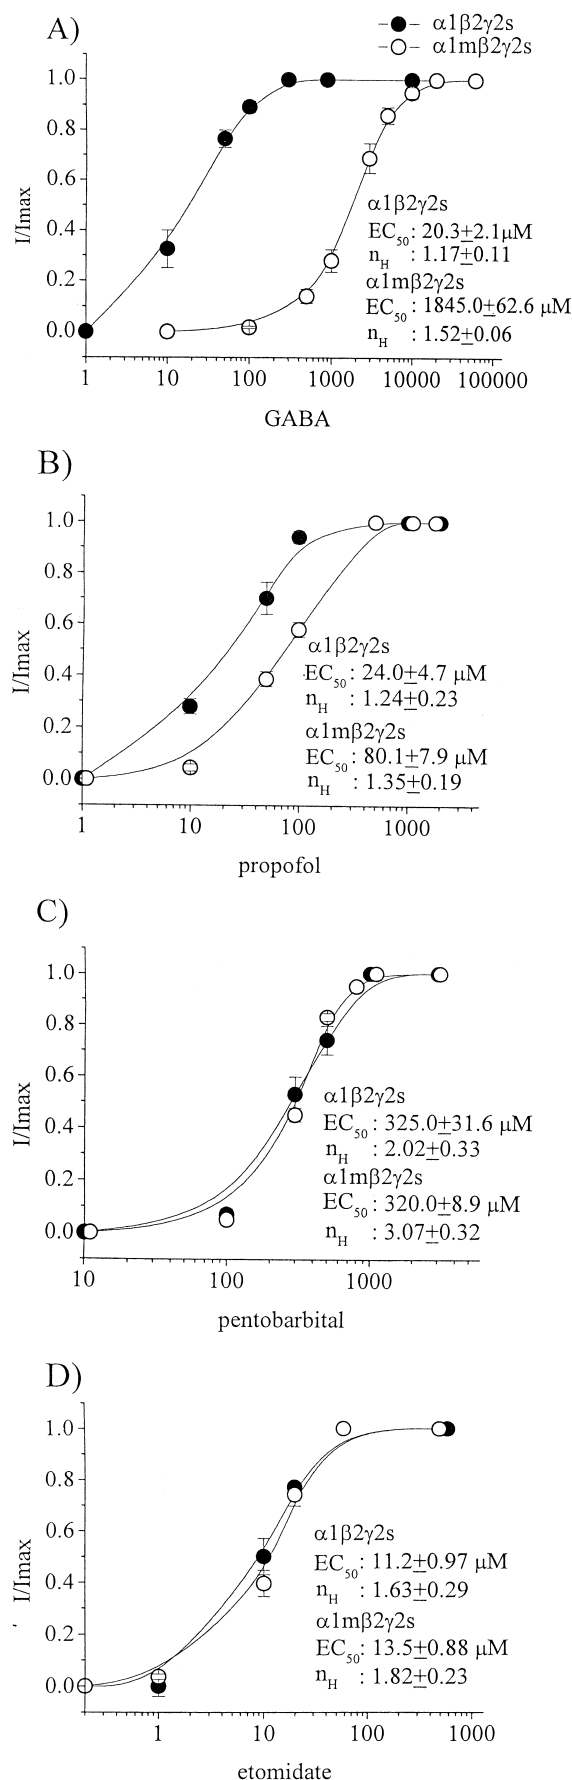 A)
α1β2γ2s
α1mβ2γ2s
1.0
0.8
0.6
0.4
0.2
0.0
I/Imax
α1β2γ2s
EC50 : 20.3±2.1μM
nH : 1.17±0.11
α1mβ2γ2s
EC50 : 1845.0±62.6 μM
nH : 1.52±0.06
1 10 100 1000 10000 100000
GABA
B)
1.0
0.8
0.6
0.4
0.2
0.0
I/Imax
α1β2γ2s
EC50 : 24.0±4.7 μM
nH : 1.24±0.23
α1mβ2γ2s
EC50 : 80.1±7.9 μM
nH : 1.35±0.19
1 10 100 1000
propofol
C)
1.0
0.8
0.6
0.4
0.2
0.0
I/Imax
α1β2γ2s
EC50 : 325.0±31.6 μM
nH : 2.02±0.33
α1mβ2γ2s
EC50 : 320.0±8.9 μM
nH : 3.07±0.32
10 100 1000
pentobarbital
D)
1.0
0.8
0.6
0.4
0.2
0.0
I/Imax
α1β2γ2s
EC50 : 11.2±0.97 μM
nH : 1.63±0.29
α1mβ2γ2s
EC50 : 13.5±0.88 μM
nH : 1.82±0.23
1 10 100 1000
etomidate